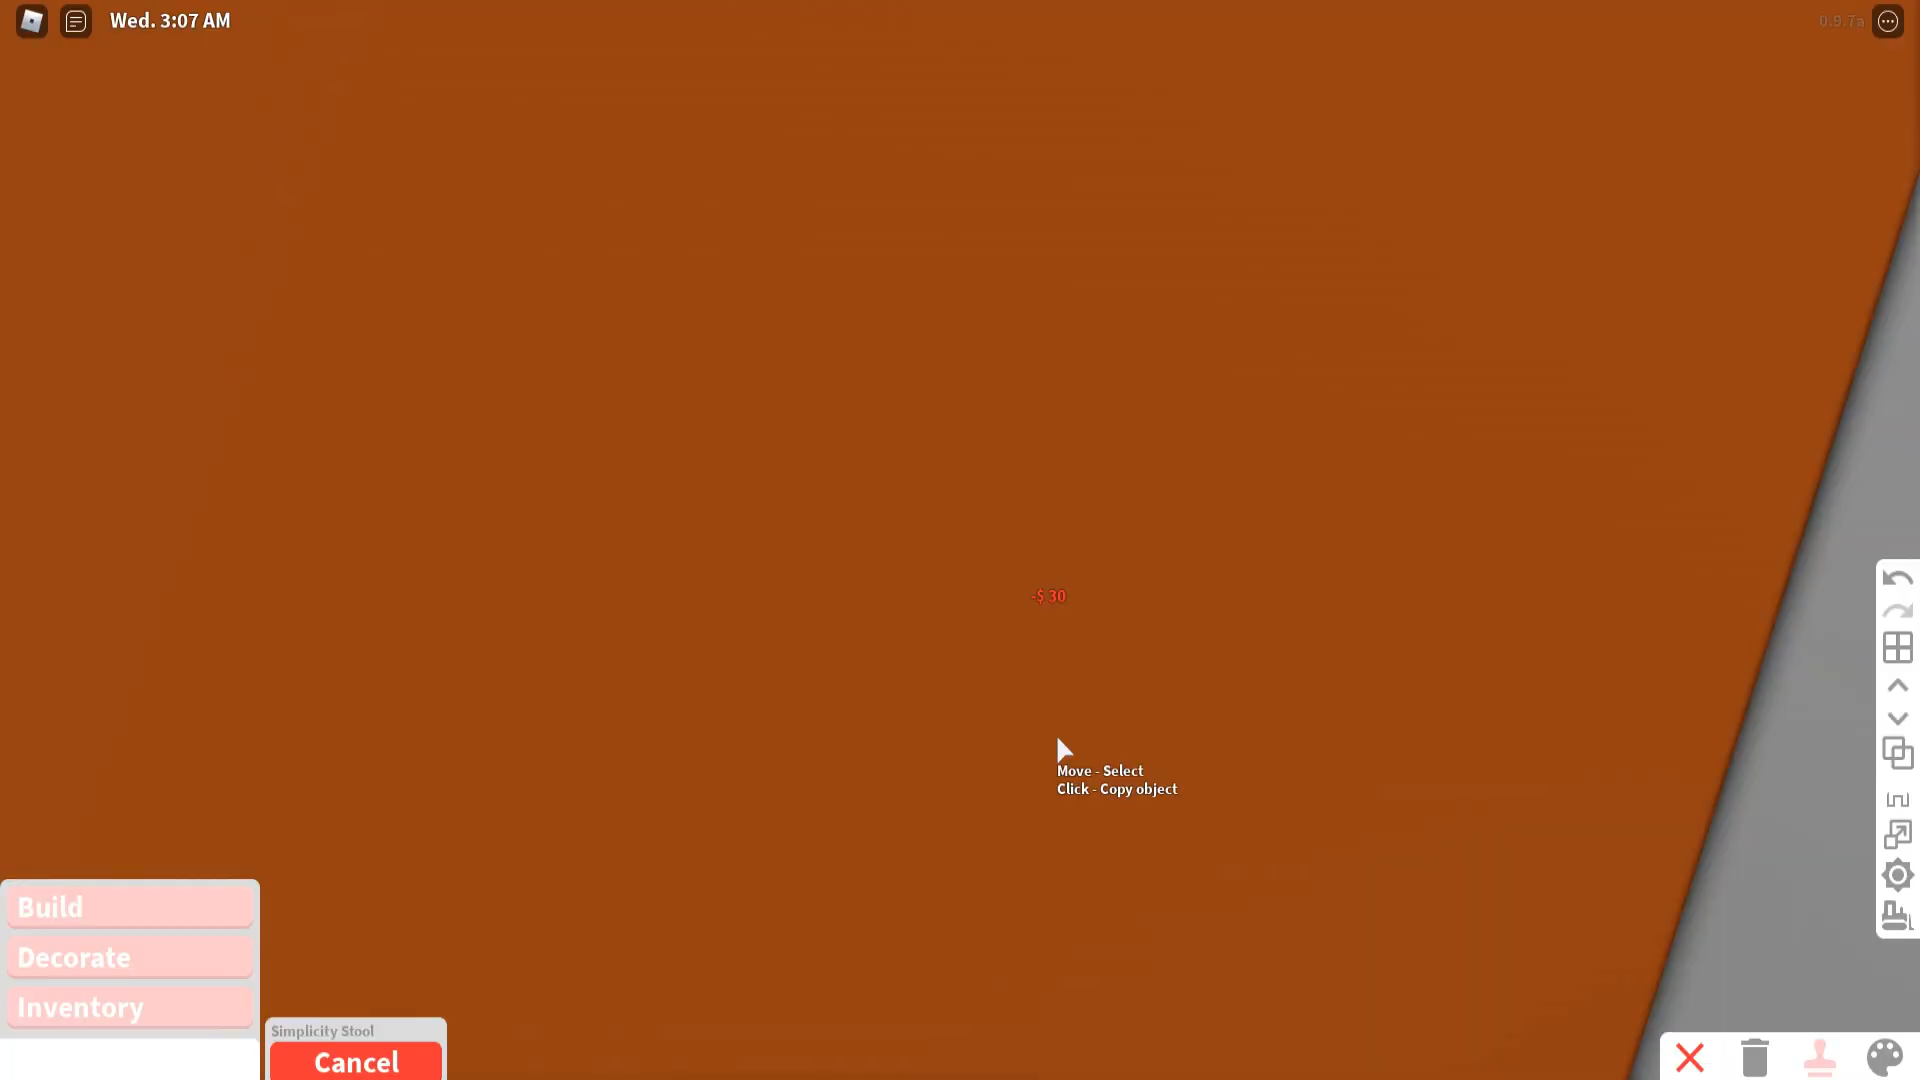 Wed. 3:07 AM
0.9.7a
-$ 30
Move - Select
Click - Copy object
Build
Decorate
Inventory
Simplicity Stool
Cancel